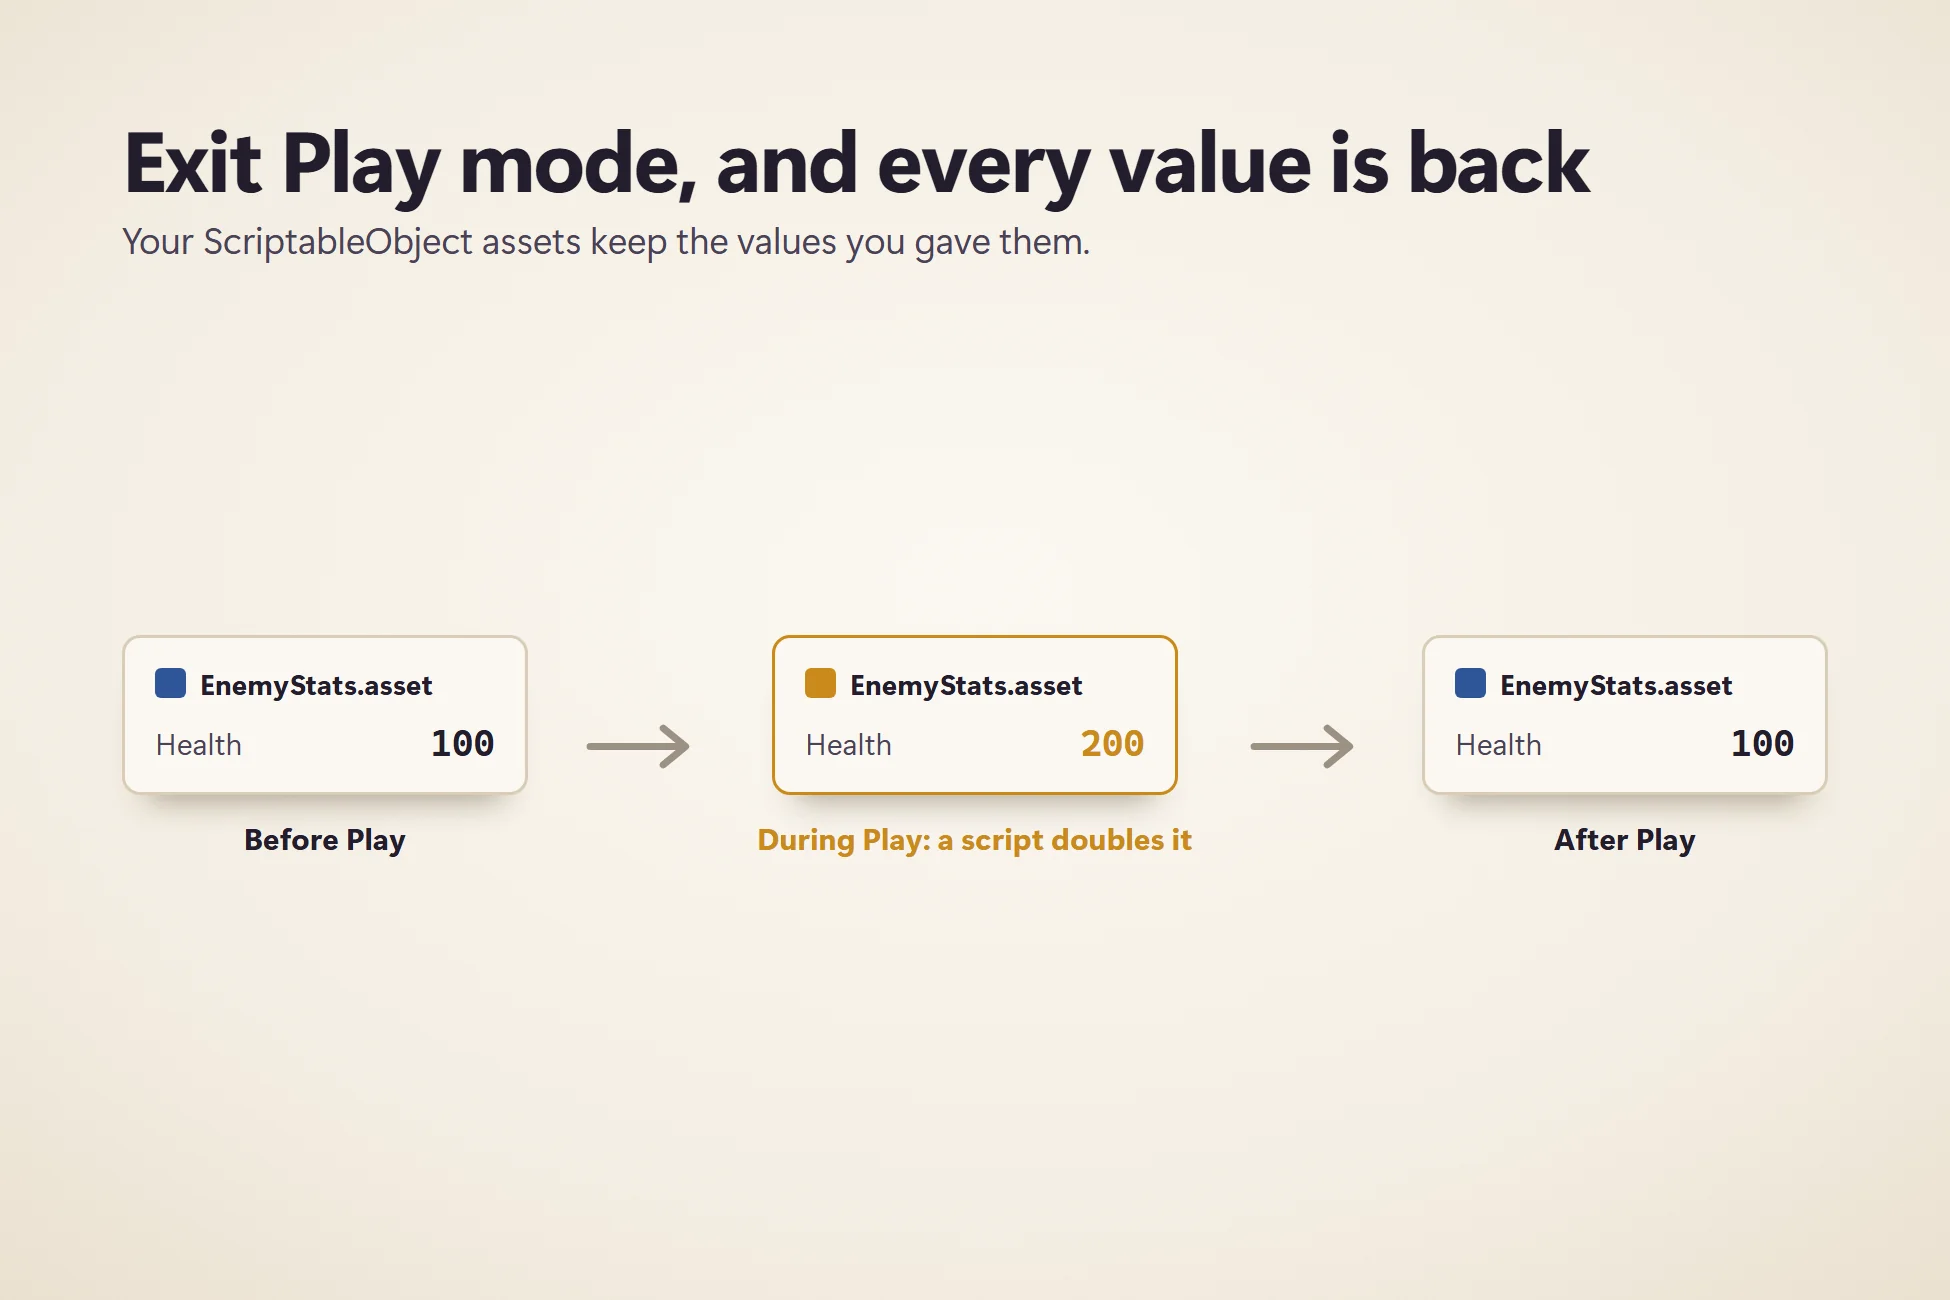 Exit Play mode, and every value is back
Your ScriptableObject assets keep the values you gave them.
EnemyStats.asset
Health 100
Before Play
EnemyStats.asset
Health 200
During Play: a script doubles it
EnemyStats.asset
Health 100
After Play